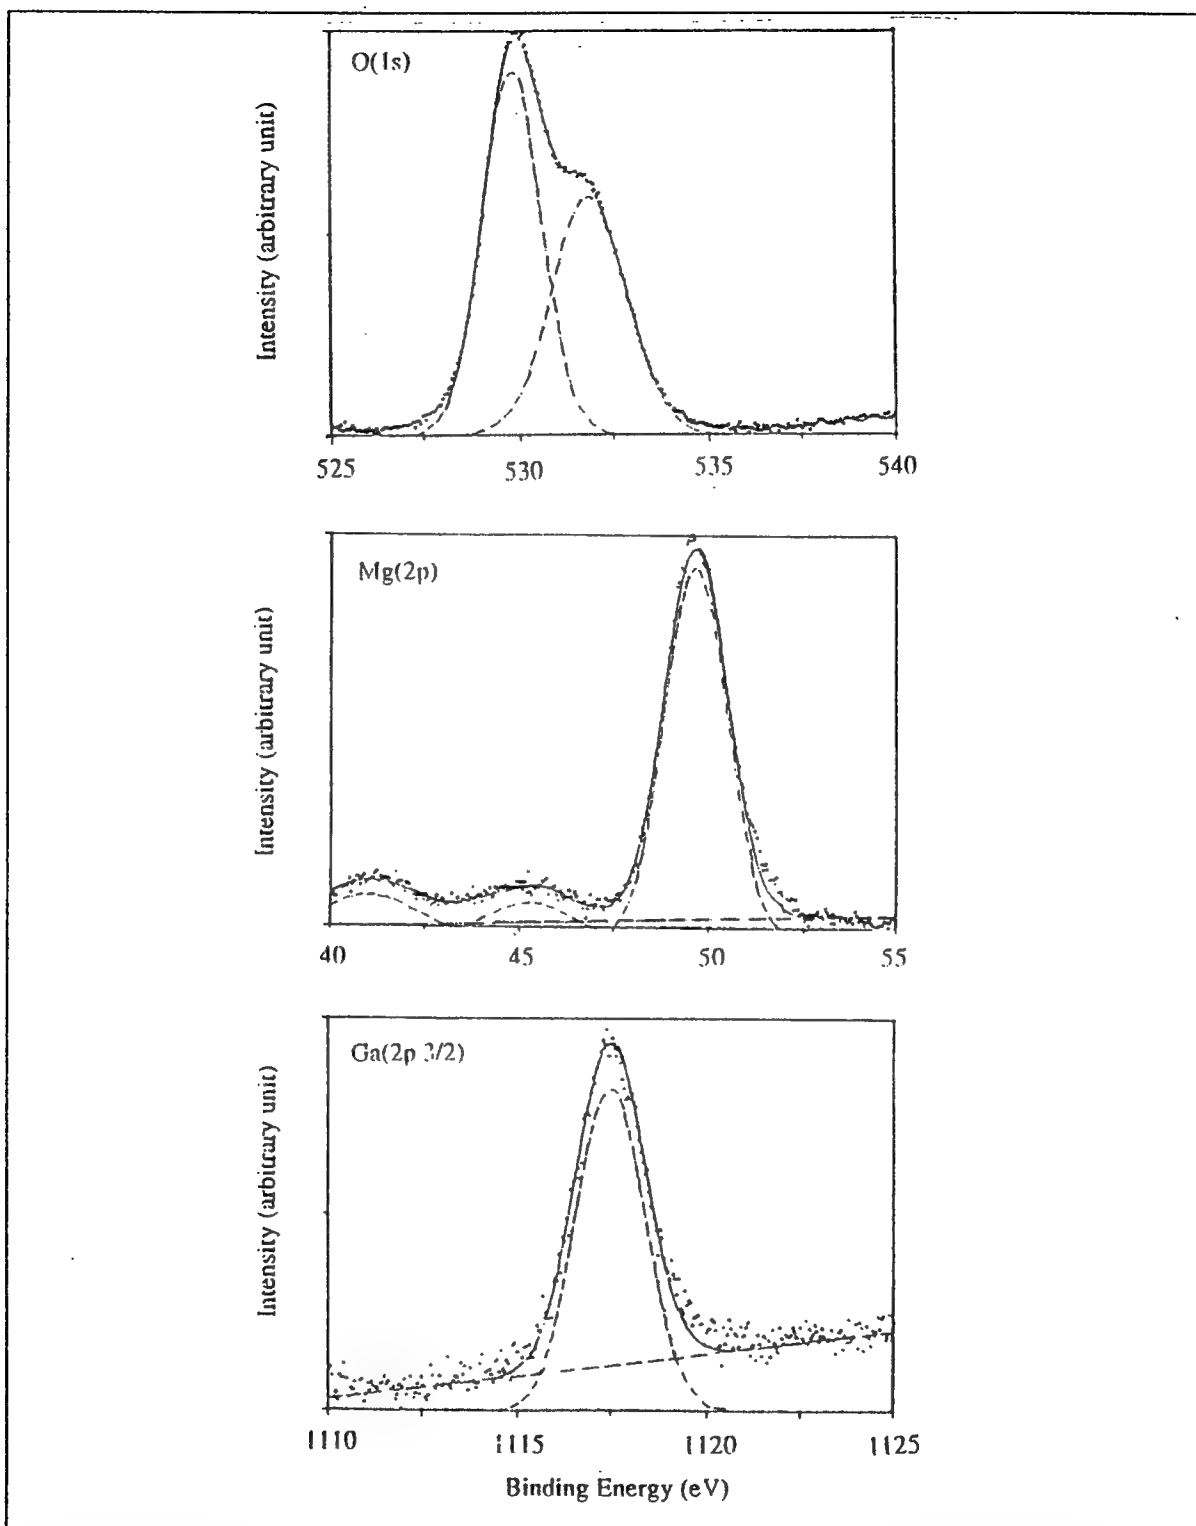 O(1s)
Intensity (arbitrary unit)
525 530 535 540
Mg(2p)
Intensity (arbitrary unit)
40 45 50 55
Ga(2p 3/2)
Intensity (arbitrary unit)
1110 1115 1120 1125
Binding Energy (eV)